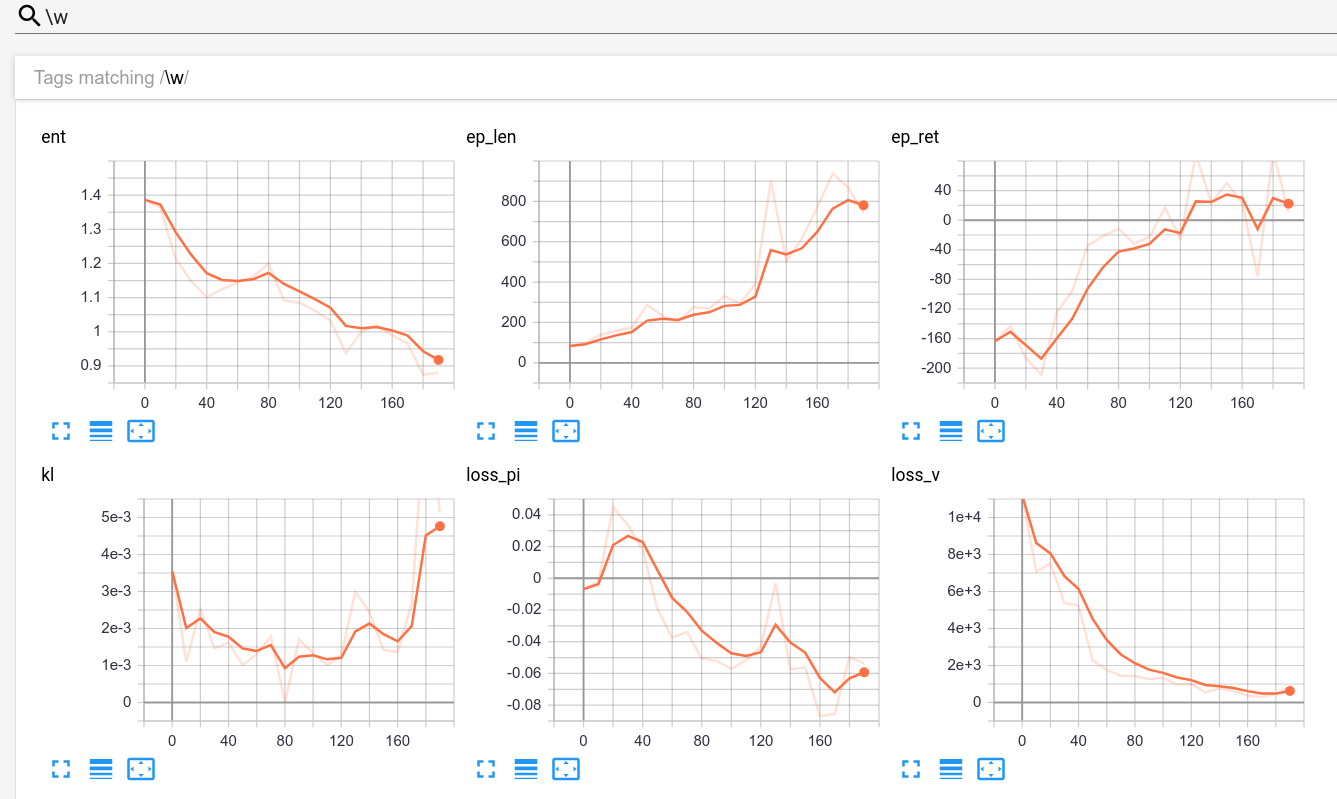 \w
Tags matching /\w/
ent
ep_len
ep_ret
1.4
1.3
1.2
1.1
1
0.9
0 40 80 120 160
800
600
400
200
0
0 40 80 120 160
40
0
-40
-80
-120
-160
-200
0 40 80 120 160
kl
loss_pi
loss_v
5e-3
4e-3
3e-3
2e-3
1e-3
0
0 40 80 120 160
0.04
0.02
0
-0.02
-0.04
-0.06
-0.08
0 40 80 120 160
1e+4
8e+3
6e+3
4e+3
2e+3
0
0 40 80 120 160